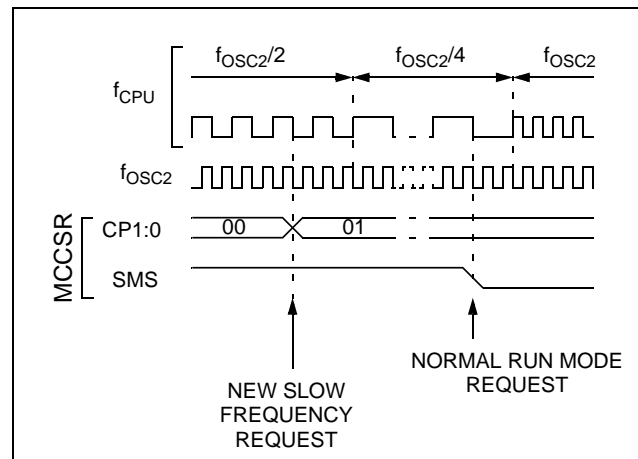 fOSC2/2 fOSC2/4 fOSC2
fCPU
fOSC2
MCCSR
CP1:0 00 01
SMS
NEW SLOW
FREQUENCY
REQUEST
NORMAL RUN MODE
REQUEST